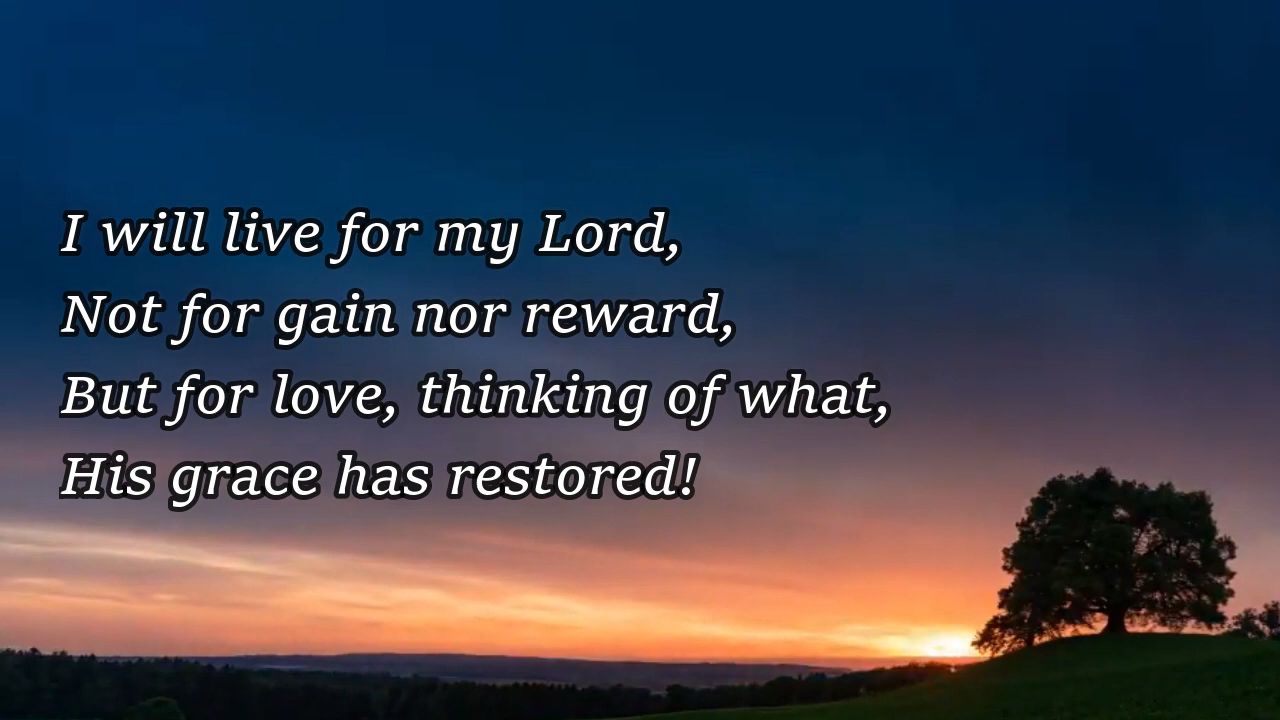 I will live for my Lord,
Not for gain nor reward,
But for love, thinking of what,
His grace has restored!